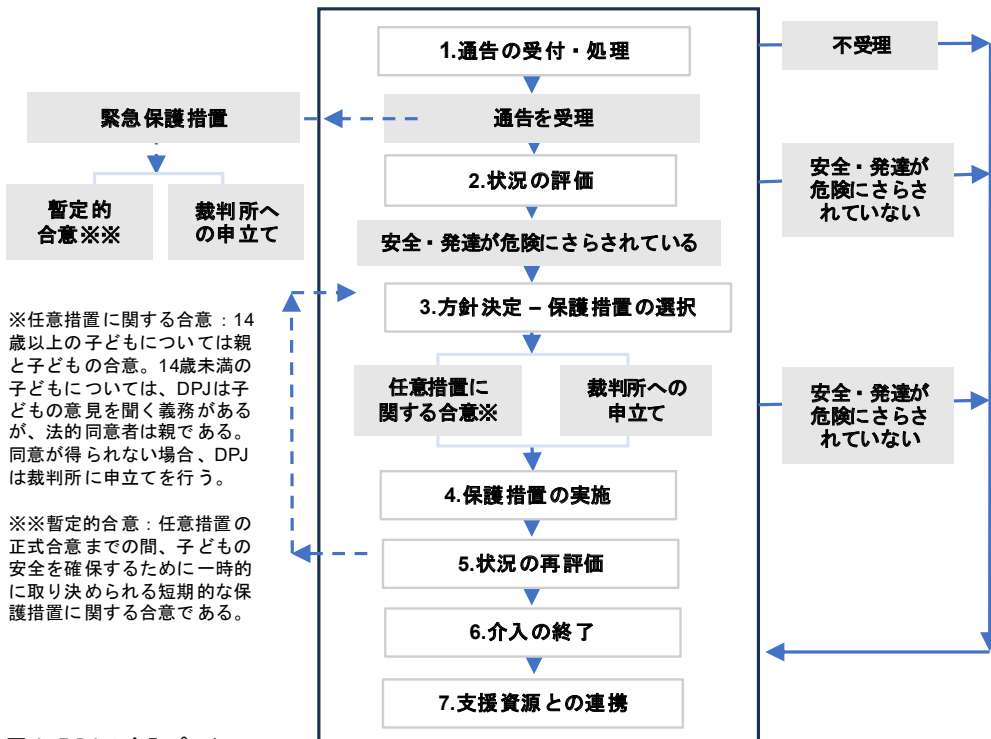 1.通告の受付・処理
不受理
緊急保護措置
通告を受理
暫定的
合意※※
裁判所へ
の申立て
2.状況の評価
安全・発達が
危険にさらさ
れていない
安全・発達が危険にさらされている
3.方針決定 – 保護措置の選択
※任意措置に関する合意：14
歳以上の子どもについては親
と子どもの合意。14歳未満の
子どもについては、DPJは子
どもの意見を聞く義務がある
が、法的同意者は親である。
同意が得られない場合、DPJ
は裁判所に申立てを行う。
任意措置に
関する合意※
裁判所への
申立て
安全・発達が
危険にさらさ
れていない
4.保護措置の実施
※※暫定的合意：任意措置の
正式合意までの間、子どもの
安全を確保するために一時的
に取り決められる短期的な保
護措置に関する合意である。
5.状況の再評価
6.介入の終了
7.支援資源との連携